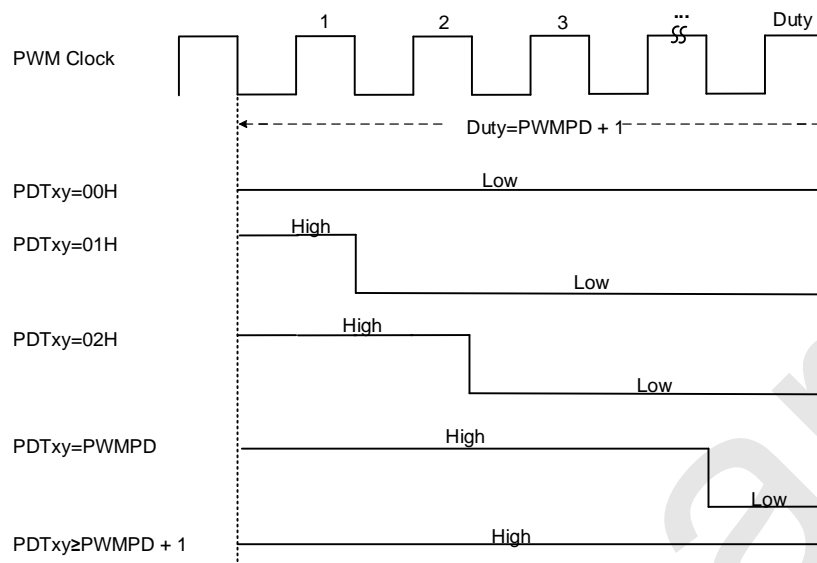 1 2 3 ... Duty
PWM Clock
Duty=PWMPD + 1
PDTxy=00H
Low
High
PDTxy=01H
Low
High
PDTxy=02H
Low
PDTxy=PWMPD
High
Low
PDTxy≥PWMPD + 1
High